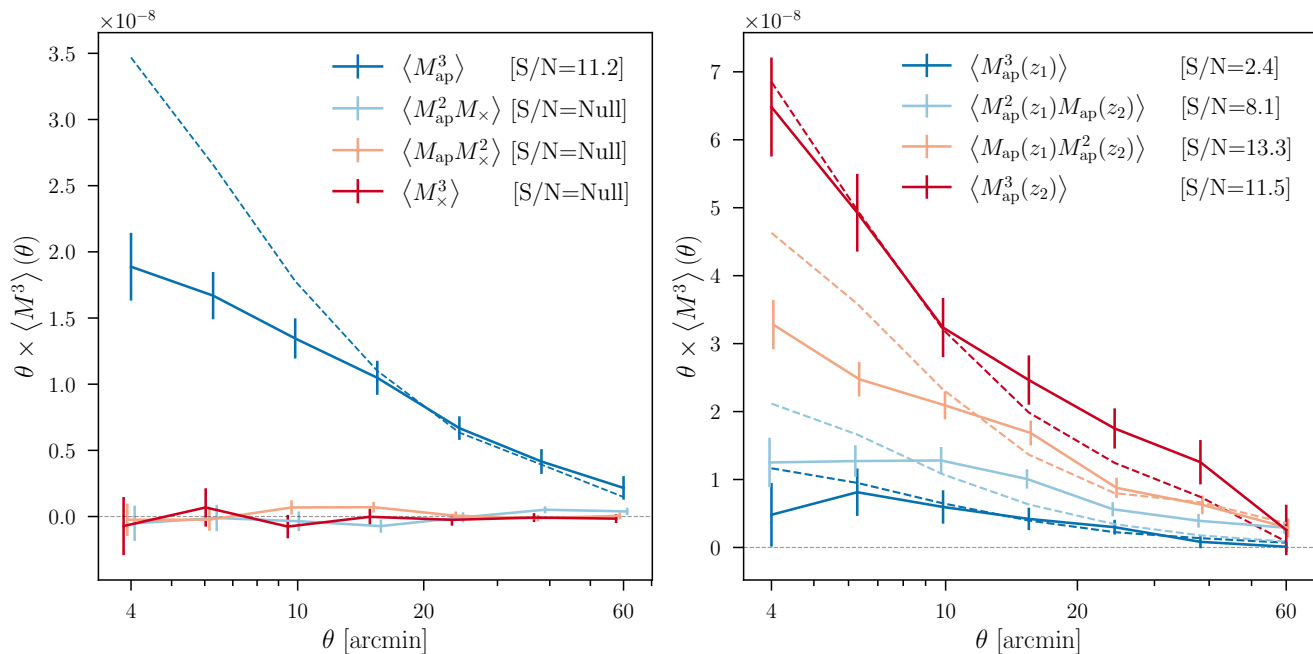 ×10⁻⁸
3.5
3.0
2.5
2.0
1.5
1.0
0.5
0.0
θ × ⟨M³⟩ (θ)
⟨M³ₐₚ⟩ [S/N=11.2]
⟨M²ₐₚM×⟩ [S/N=Null]
⟨MₐₚM²×⟩ [S/N=Null]
⟨M³×⟩ [S/N=Null]
4 10 20 60
θ [arcmin]
×10⁻⁸
7
6
5
4
3
2
1
0
θ × ⟨M³⟩ (θ)
⟨M³ₐₚ(z₁)⟩ [S/N=2.4]
⟨M²ₐₚ(z₁)Mₐₚ(z₂)⟩ [S/N=8.1]
⟨Mₐₚ(z₁)M²ₐₚ(z₂)⟩ [S/N=13.3]
⟨M³ₐₚ(z₂)⟩ [S/N=11.5]
4 10 20 60
θ [arcmin]